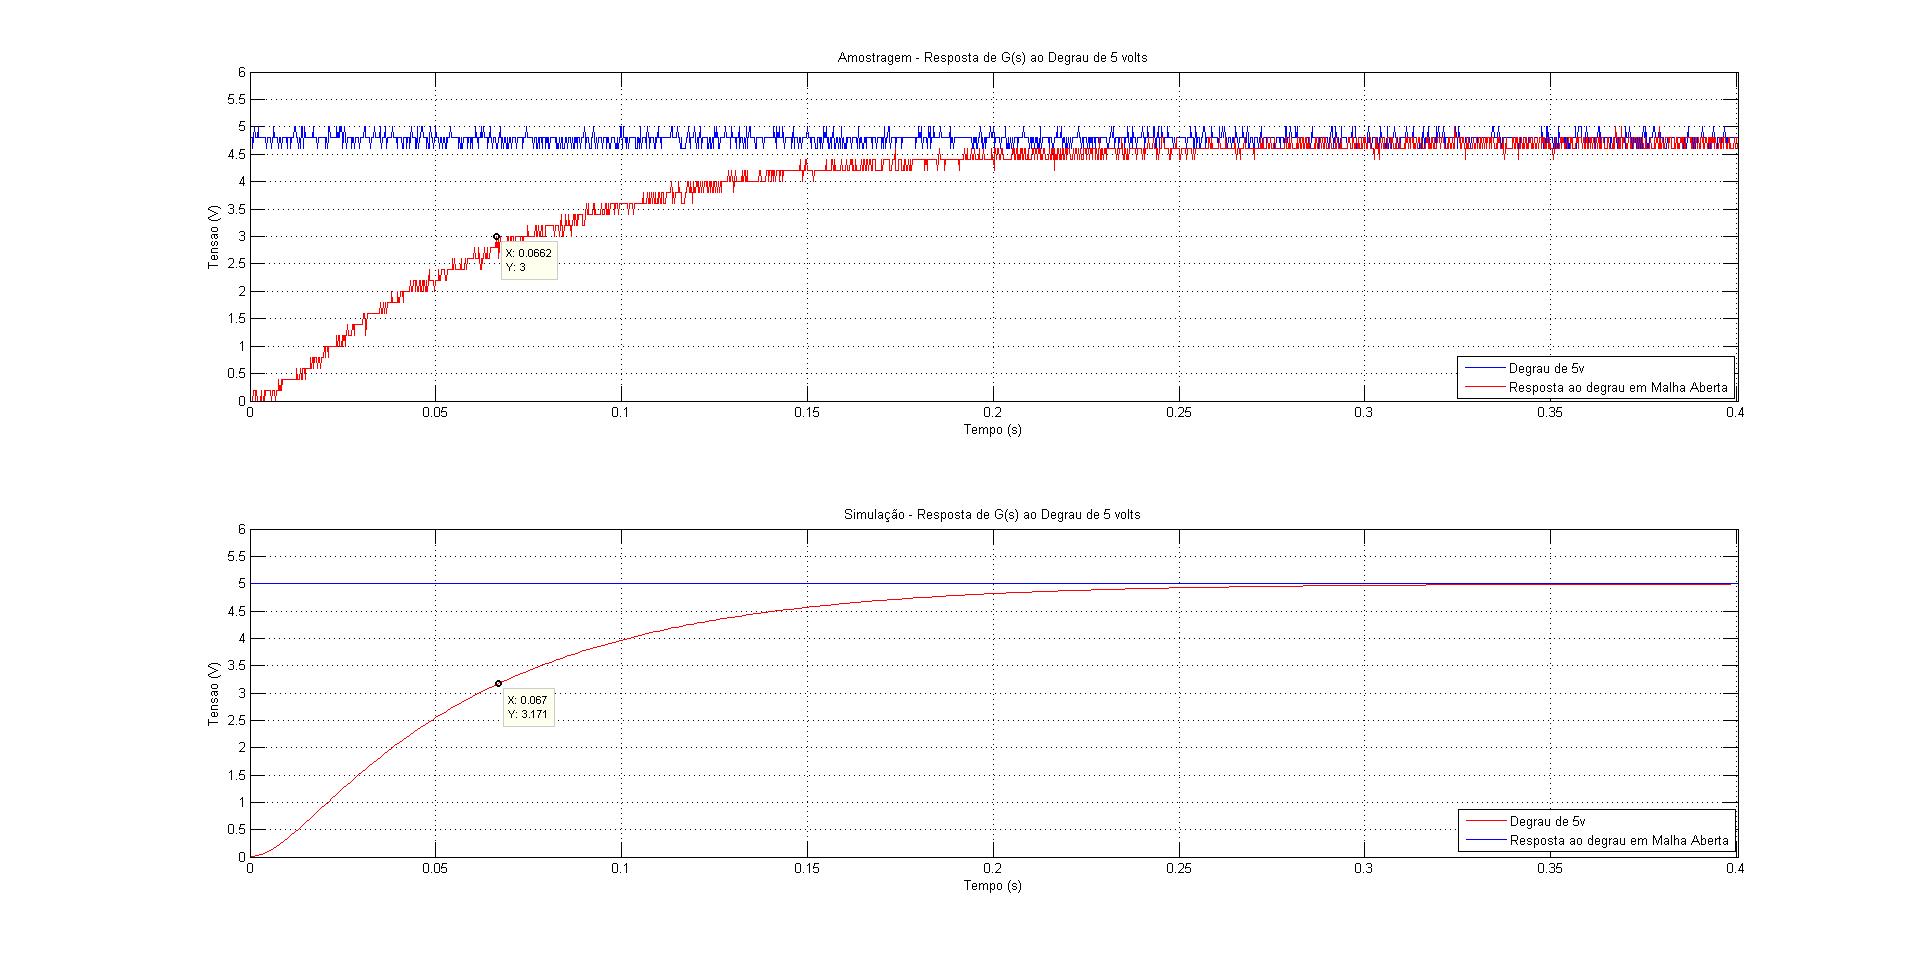 Amostragem - Resposta de G(s) ao Degrau de 5 volts
6
5.5
5
4.5
4
3.5
3
2.5
2
1.5
1
0.5
0
Tensao (V)
X: 0.0662
Y: 3
Degrau de 5v
Resposta ao degrau em Malha Aberta
0 0.05 0.1 0.15 0.2 0.25 0.3 0.35 0.4
Tempo (s)
Simulação - Resposta de G(s) ao Degrau de 5 volts
6
5.5
5
4.5
4
3.5
3
2.5
2
1.5
1
0.5
0
Tensao (V)
X: 0.067
Y: 3.171
Degrau de 5v
Resposta ao degrau em Malha Aberta
0 0.05 0.1 0.15 0.2 0.25 0.3 0.35 0.4
Tempo (s)